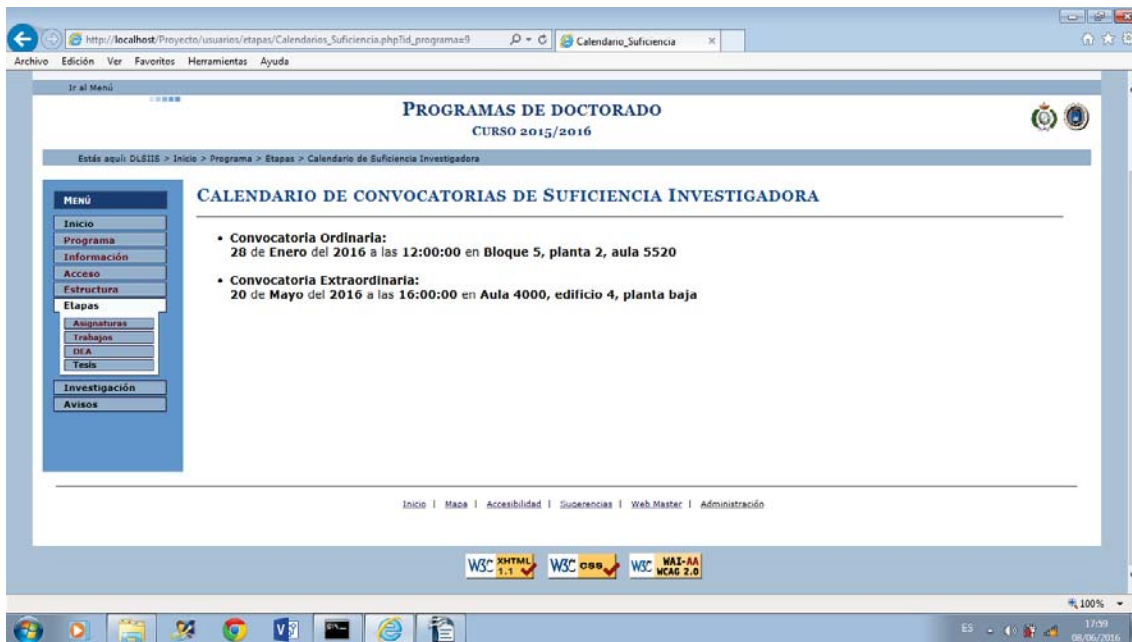 http://localhost/Proyecto/usuarios/etapas/Calendarios_Suficiencia.php?id_programa=9
Calendario_Suficiencia
Archivo Edición Ver Favoritos Herramientas Ayuda
Ir al Menú
PROGRAMAS DE DOCTORADO
CURSO 2015/2016
Estás aquí: DLSIIS > Inicio > Programa > Etapas > Calendario de Suficiencia Investigadora
MENÚ
Inicio
Programa
Información
Acceso
Estructura
Etapas
Asignaturas
Trabajos
DEA
Tesis
Investigación
Avisos
CALENDARIO DE CONVOCATORIAS DE SUFICIENCIA INVESTIGADORA
• Convocatoria Ordinaria:
28 de Enero del 2016 a las 12:00:00 en Bloque 5, planta 2, aula 5520
• Convocatoria Extraordinaria:
20 de Mayo del 2016 a las 16:00:00 en Aula 4000, edificio 4, planta baja
Inicio | Mapa | Accesibilidad | Sugerencias | Web Master | Administración
W3C XHTML 1.1
W3C css
W3C WAI-AA WCAG 2.0
100%
ES
17:59
08/06/2016